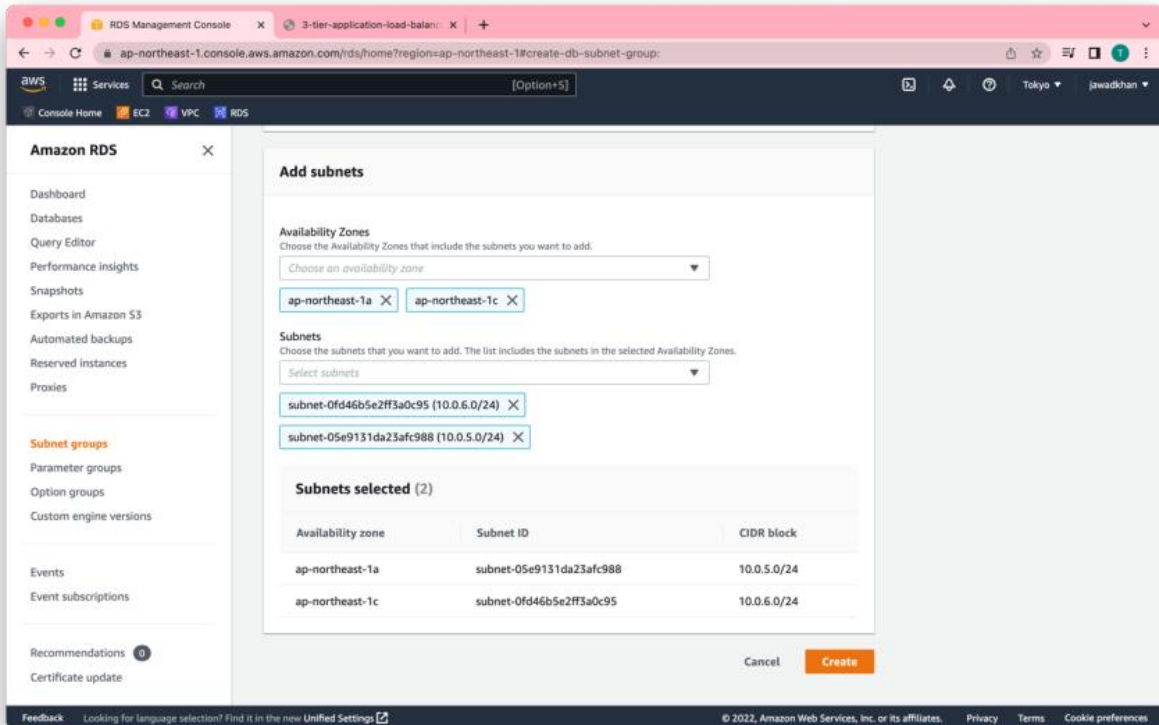 RDS Management Console
3-tier-application-load-balanc
ap-northeast-1.console.aws.amazon.com/rds/home?region=ap-northeast-1#create-db-subnet-group:
T
aws Services Search [Option+S] Tokyo jawadkhan
Console Home EC2 VPC RDS
Amazon RDS
Dashboard
Databases
Query Editor
Performance insights
Snapshots
Exports in Amazon S3
Automated backups
Reserved instances
Proxies
Subnet groups
Parameter groups
Option groups
Custom engine versions
Events
Event subscriptions
Recommendations 0
Certificate update
Add subnets
Availability Zones
Choose the Availability Zones that include the subnets you want to add.
Choose an availability zone
ap-northeast-1a ap-northeast-1c
Subnets
Choose the subnets that you want to add. The list includes the subnets in the selected Availability Zones.
Select subnets
subnet-0fd46b5e2ff3a0c95 (10.0.6.0/24)
subnet-05e9131da23afc988 (10.0.5.0/24)
Subnets selected (2)
Availability zone Subnet ID CIDR block
ap-northeast-1a subnet-05e9131da23afc988 10.0.5.0/24
ap-northeast-1c subnet-0fd46b5e2ff3a0c95 10.0.6.0/24
Cancel Create
Feedback Looking for language selection? Find it in the new Unified Settings © 2022, Amazon Web Services, Inc. or its affiliates. Privacy Terms Cookie preferences